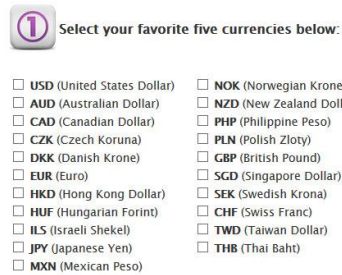 1 Select your favorite five currencies below:
USD (United States Dollar)
AUD (Australian Dollar)
CAD (Canadian Dollar)
CZK (Czech Koruna)
DKK (Danish Krone)
EUR (Euro)
HKD (Hong Kong Dollar)
HUF (Hungarian Forint)
ILS (Israeli Shekel)
JPY (Japanese Yen)
MXN (Mexican Peso)
NOK (Norwegian Krone
NZD (New Zealand Doll
PHP (Philippine Peso)
PLN (Polish Zloty)
GBP (British Pound)
SGD (Singapore Dollar)
SEK (Swedish Krona)
CHF (Swiss Franc)
TWD (Taiwan Dollar)
THB (Thai Baht)